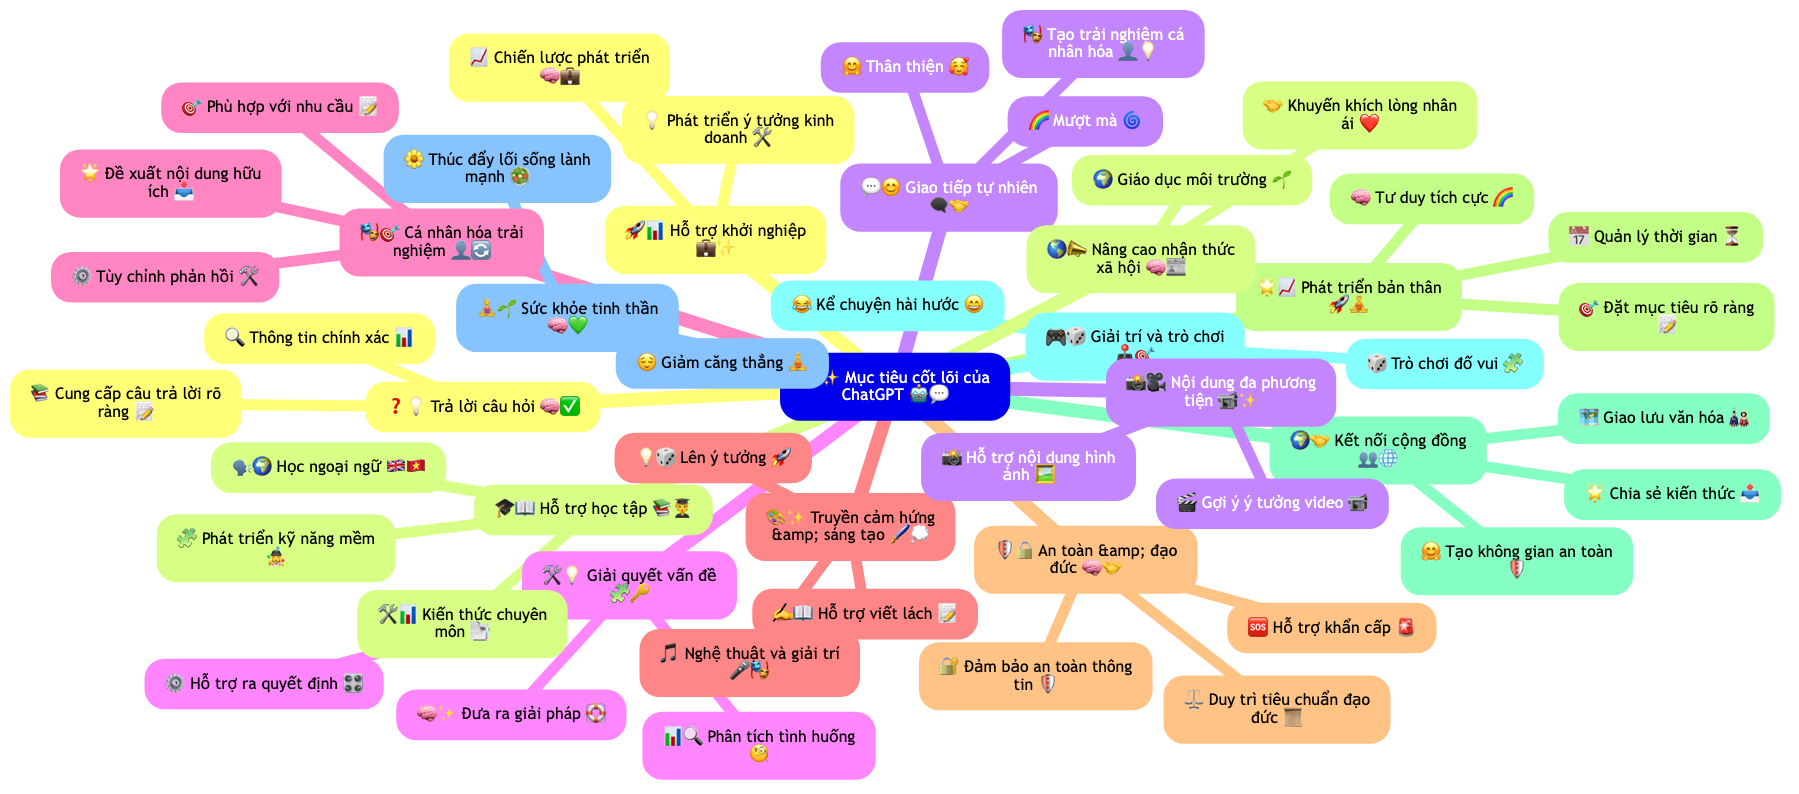 🎭 Tạo trải nghiệm cá
nhân hóa 👤💡
📈 Chiến lược phát triển
🧠💼
🤗 Thân thiện 🥰
🎯 Phù hợp với nhu cầu 📝
💡 Phát triển ý tưởng kinh
doanh 🛠️
🌈 Mượt mà 🌀
🤝 Khuyến khích lòng nhân
ái ❤️
🌼 Thúc đẩy lối sống lành
mạnh 🥗
🌟 Đề xuất nội dung hữu
ích 📤
💬😊 Giao tiếp tự nhiên
🗨️🤝
🌍 Giáo dục môi trường 🌱
🧠 Tư duy tích cực 🌈
🎭🎯 Cá nhân hóa trải
nghiệm 👤🔄
🚀📊 Hỗ trợ khởi nghiệp
💼✨
🌎📣 Nâng cao nhận thức
xã hội 🧠📰
📅 Quản lý thời gian ⏳
⚙️ Tùy chỉnh phản hồi 🛠️
🌟📈 Phát triển bản thân
🚀🧘
🧘🌱 Sức khỏe tinh thần
🧠💚
😂 Kể chuyện hài hước 😄
🎯 Đặt mục tiêu rõ ràng
📝
🔍 Thông tin chính xác 📊
🎮🎲 Giải trí và trò chơi
🕹️🎯
😌 Giảm căng thẳng 🧘
✨ Mục tiêu cốt lõi của
ChatGPT 🤖💬
🎲 Trò chơi đố vui 🧩
📸🎥 Nội dung đa phương
tiện 📹✨
📚 Cung cấp câu trả lời rõ
ràng 📝
❓💡 Trả lời câu hỏi 🧠✅
🗺️ Giao lưu văn hóa 🎎
🌍🤝 Kết nối cộng đồng
👥🌐
🗣️🌍 Học ngoại ngữ 🇬🇧🇻🇳
💡🎲 Lên ý tưởng 🚀
📸 Hỗ trợ nội dung hình
ảnh 🖼️
🎬 Gợi ý ý tưởng video 📹
🌟 Chia sẻ kiến thức 📤
🎓📖 Hỗ trợ học tập 📚👨‍🎓
🎨✨ Truyền cảm hứng
&amp; sáng tạo 🖊️💭
🧩 Phát triển kỹ năng mềm
🤹
🛡️🔒 An toàn &amp; đạo
đức 🧠🤝
🤗 Tạo không gian an toàn
🛡️
🛠️💡 Giải quyết vấn đề
🧩🔑
🛠️📊 Kiến thức chuyên
môn 📑
✍️📖 Hỗ trợ viết lách 📝
🆘 Hỗ trợ khẩn cấp 🚨
🎵 Nghệ thuật và giải trí
🎤🎭
🔐 Đảm bảo an toàn thông
tin 🛡️
⚙️ Hỗ trợ ra quyết định 🎛️
⚖️ Duy trì tiêu chuẩn đạo
đức 📜
🧠✨ Đưa ra giải pháp 🛟
📊🔍 Phân tích tình huống
🧐